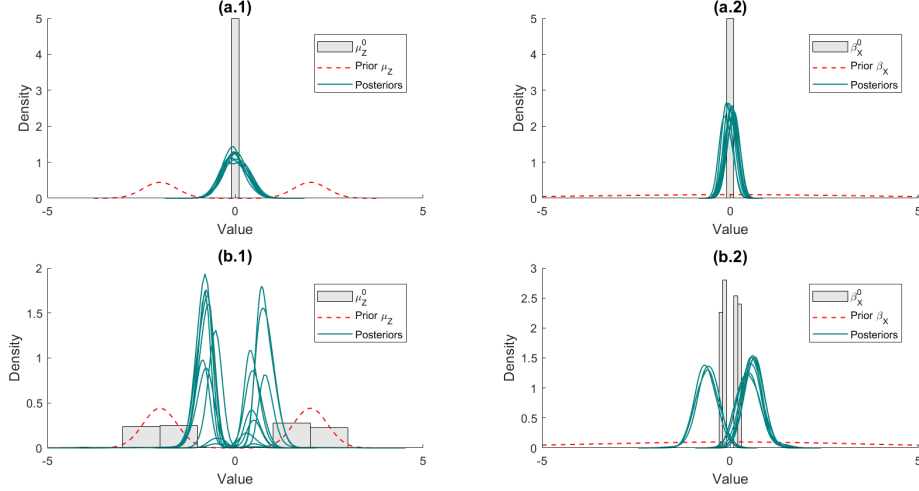 (a.1)
5
4
3
2
1
0
Density
-5
0
5
Value
μ_Z^0
Prior μ_Z
Posteriors
(a.2)
5
4
3
2
1
0
Density
-5
0
5
Value
β_X^0
Prior β_X
Posteriors
(b.1)
2
1.5
1
0.5
0
Density
-5
0
5
Value
μ_Z^0
Prior μ_Z
Posteriors
(b.2)
3
2.5
2
1.5
1
0.5
0
Density
-5
0
5
Value
β_X^0
Prior β_X
Posteriors